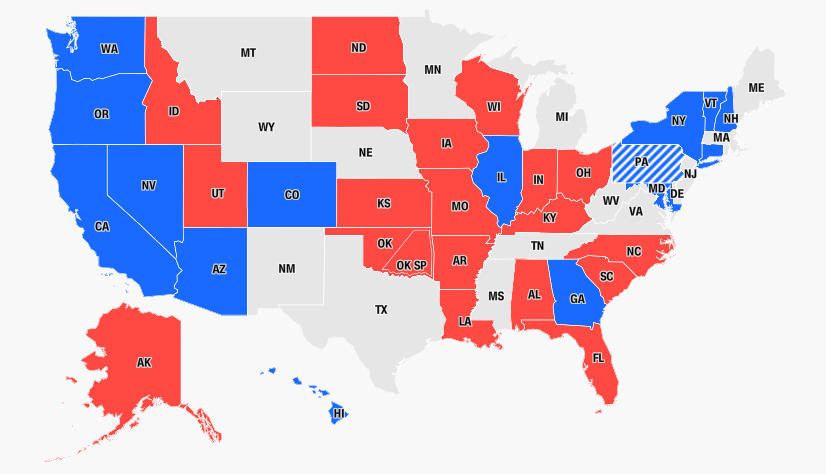 WA
MT
ND
MN
ME
OR
ID
SD
WI
VT
NH
WY
MI
NY
MA
IA
NE
PA
NV
UT
CO
IL
IN
OH
NJ
MD
DE
KS
MO
WV
VA
KY
CA
OK
TN
NC
AZ
NM
OK SP
AR
SC
MS
AL
GA
TX
LA
FL
AK
HI